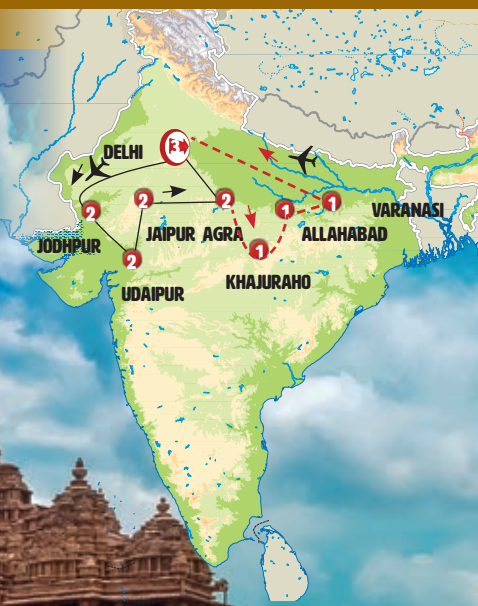 3
DELHI
2
2
2
1
1
VARANASI
JODHPUR
JAIPUR
AGRA
ALLAHABAD
2
1
UDAIPUR
KHAJURAHO